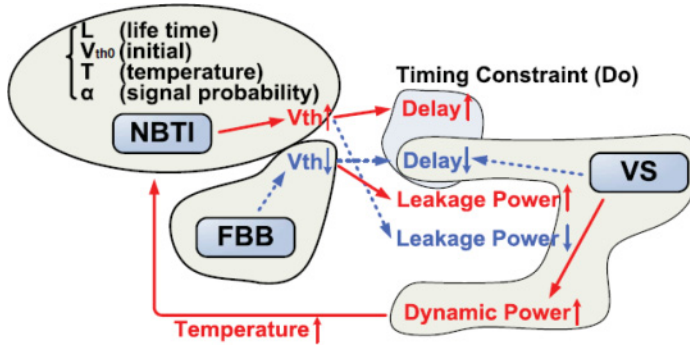 L (life time)
Vth0 (initial)
T (temperature)
α (signal probability)
NBTI
Vth↑
Timing Constraint (Do)
Delay↑
Vth↓
Delay↓
VS
FBB
Leakage Power↑
Leakage Power↓
Dynamic Power↑
Temperature↑